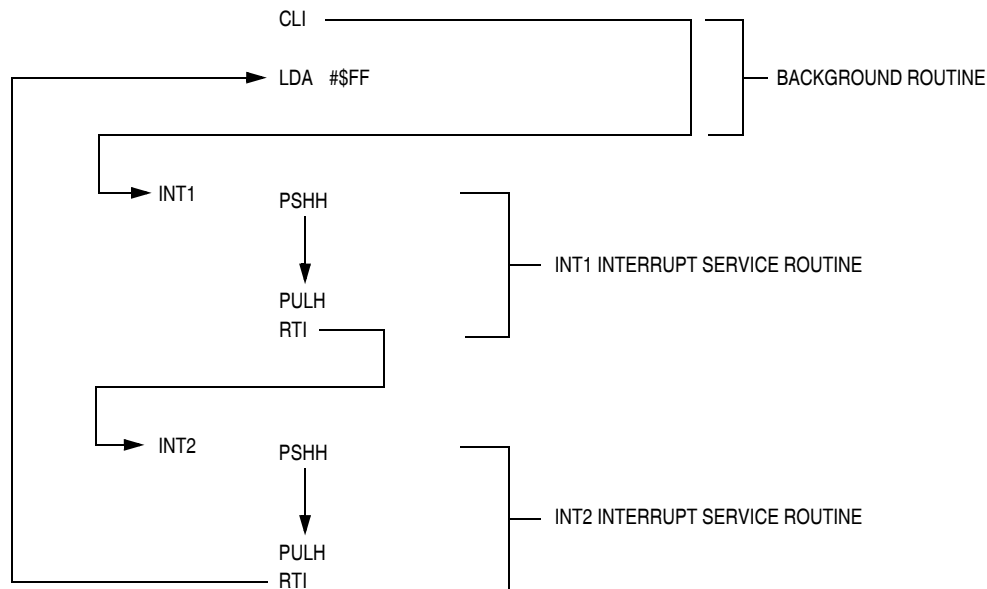 CLI
LDA #$FF
BACKGROUND ROUTINE
INT1
PSHH
INT1 INTERRUPT SERVICE ROUTINE
PULH
RTI
INT2
PSHH
INT2 INTERRUPT SERVICE ROUTINE
PULH
RTI